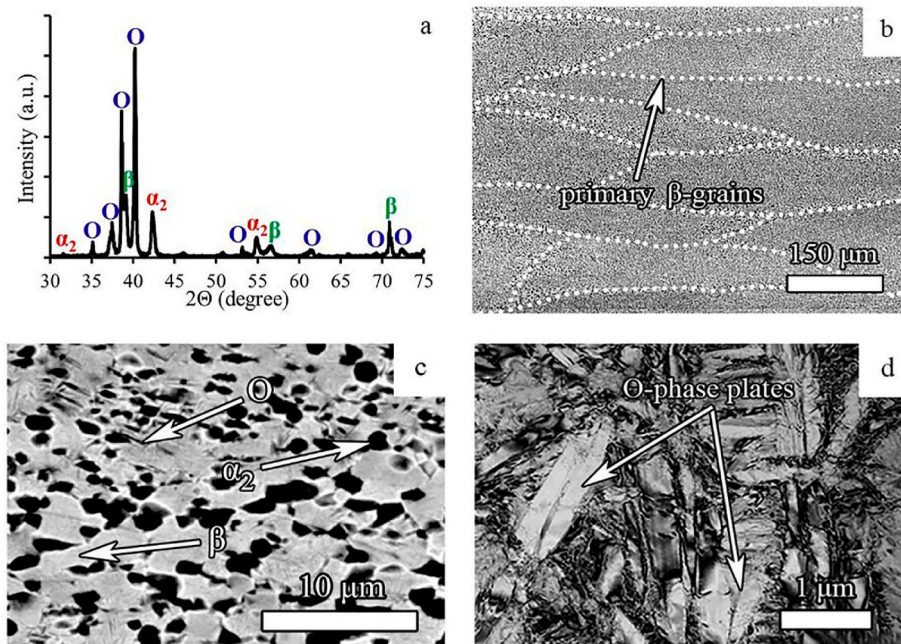 a
Intensity (a.u.)
O
O
β
α2
O
O
α2
O
α2
β
O
β
O
O
30 35 40 45 50 55 60 65 70 75
2Θ (degree)
b
primary β-grains
150 μm
c
O
α2
β
10 μm
d
O-phase plates
1 μm